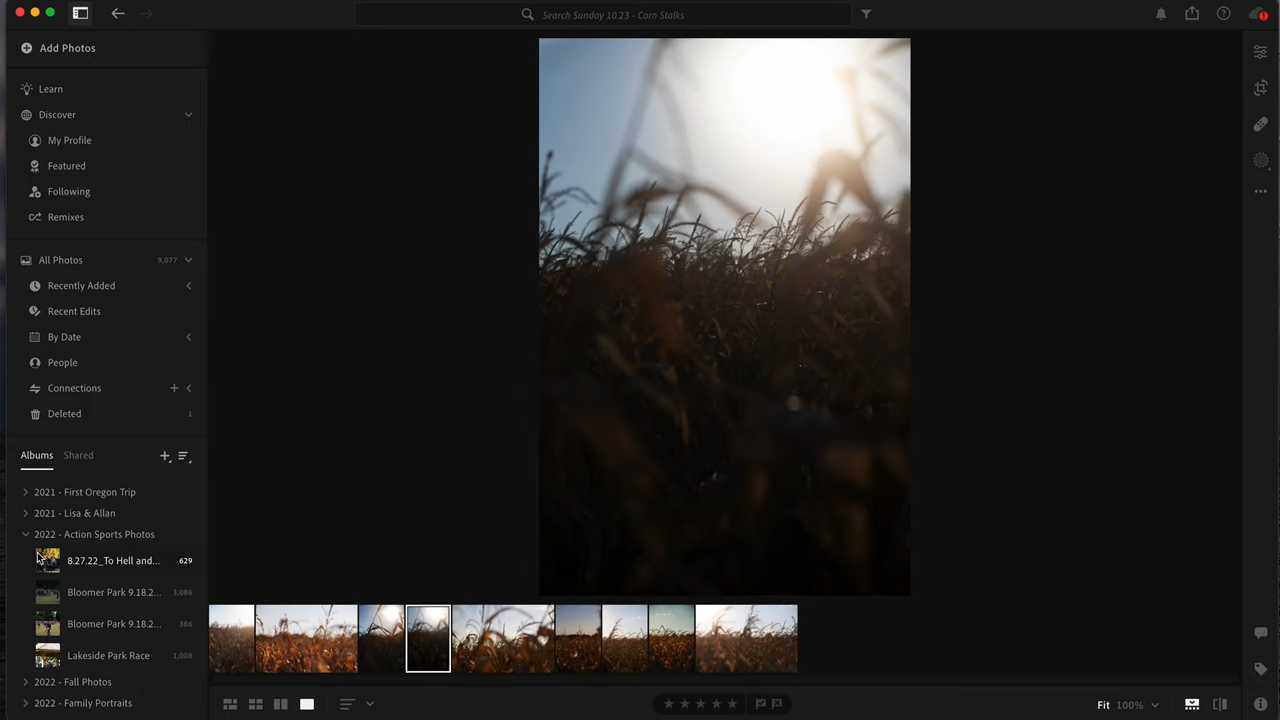 Search Sunday 10.23 - Corn Stalks
Add Photos
Learn
Discover
My Profile
Featured
Following
Remixes
All Photos 9,077
Recently Added
Recent Edits
By Date
People
Connections
Deleted 1
Albums Shared
2021 - First Oregon Trip
2021 - Lisa & Allan
2022 - Action Sports Photos
8.27.22_To Hell and... 629
Bloomer Park 9.18.2... 3,086
Bloomer Park 9.18.2... 386
Lakeside Park Race 1,008
2022 - Fall Photos
2022 - Family Portraits
Fit 100%